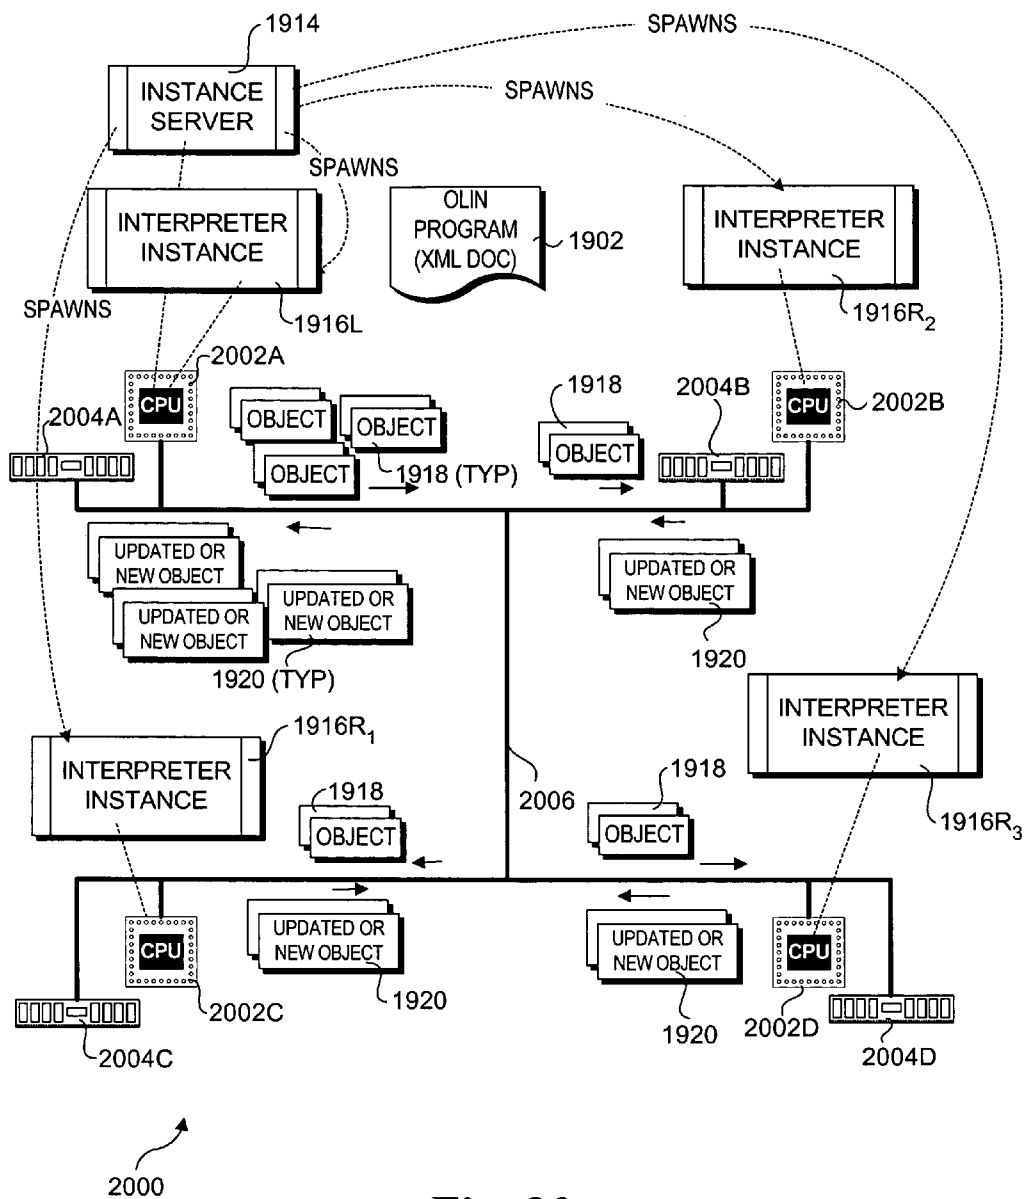 SPAWNS
1914
INSTANCE
SERVER
SPAWNS
SPAWNS
INTERPRETER
INSTANCE
OLIN
PROGRAM
(XML DOC)
1902
INTERPRETER
INSTANCE
SPAWNS
1916L
1916R2
2002A
CPU
2004A
OBJECT
OBJECT
OBJECT
1918 (TYP)
1918
OBJECT
2004B
CPU
2002B
UPDATED OR
NEW OBJECT
UPDATED OR
NEW OBJECT
UPDATED OR
NEW OBJECT
1920 (TYP)
UPDATED OR
NEW OBJECT
1920
INTERPRETER
INSTANCE
1916R1
INTERPRETER
INSTANCE
1916R3
1918
OBJECT
2006
1918
OBJECT
CPU
2002C
2004C
UPDATED OR
NEW OBJECT
1920
UPDATED OR
NEW OBJECT
1920
CPU
2002D
2004D
2000